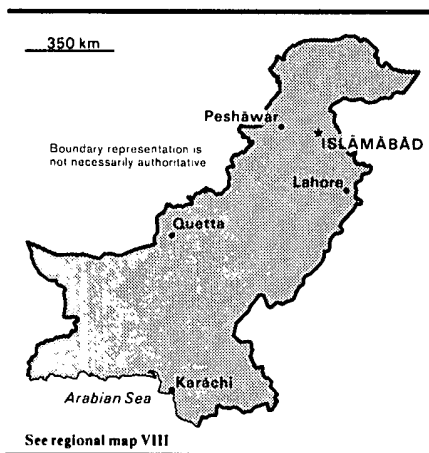 350 km
Peshāwar
ISLĀMĀBĀD
Boundary representation is
not necessarily authoritative
Lahore
Quetta
Karāchi
Arabian Sea
See regional map VIII